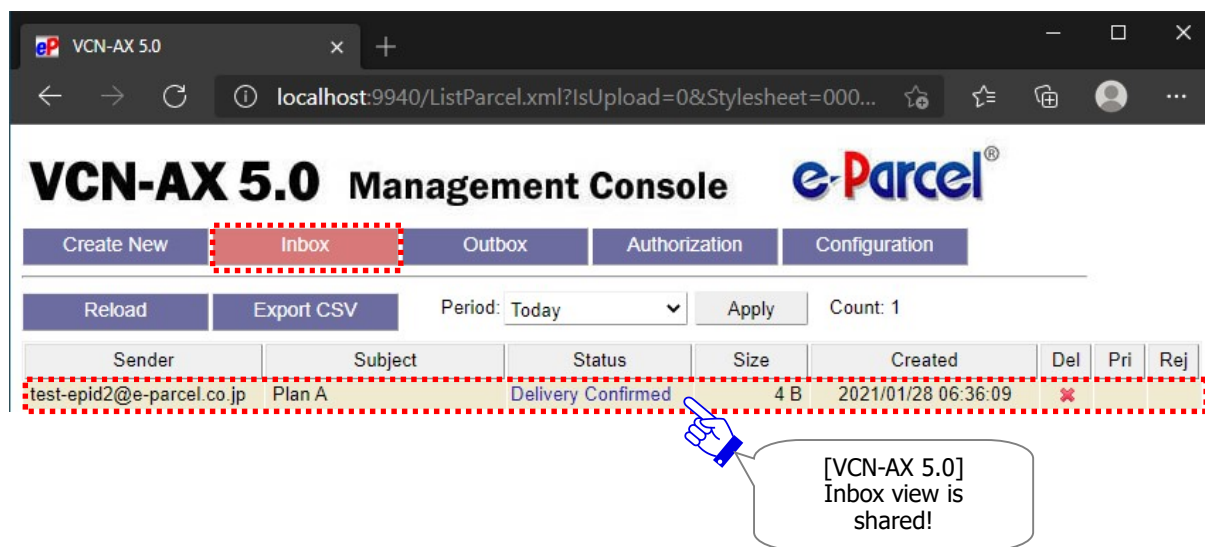 eP VCN-AX 5.0
localhost:9940/ListParcel.xml?IsUpload=0&Stylesheet=000...
VCN-AX 5.0 Management Console e-Parcel®
Create New Inbox Outbox Authorization Configuration
Reload Export CSV Period: Today Apply Count: 1
Sender Subject Status Size Created Del Pri Rej
test-epid2@e-parcel.co.jp Plan A Delivery Confirmed 4 B 2021/01/28 06:36:09
[VCN-AX 5.0]
Inbox view is
shared!